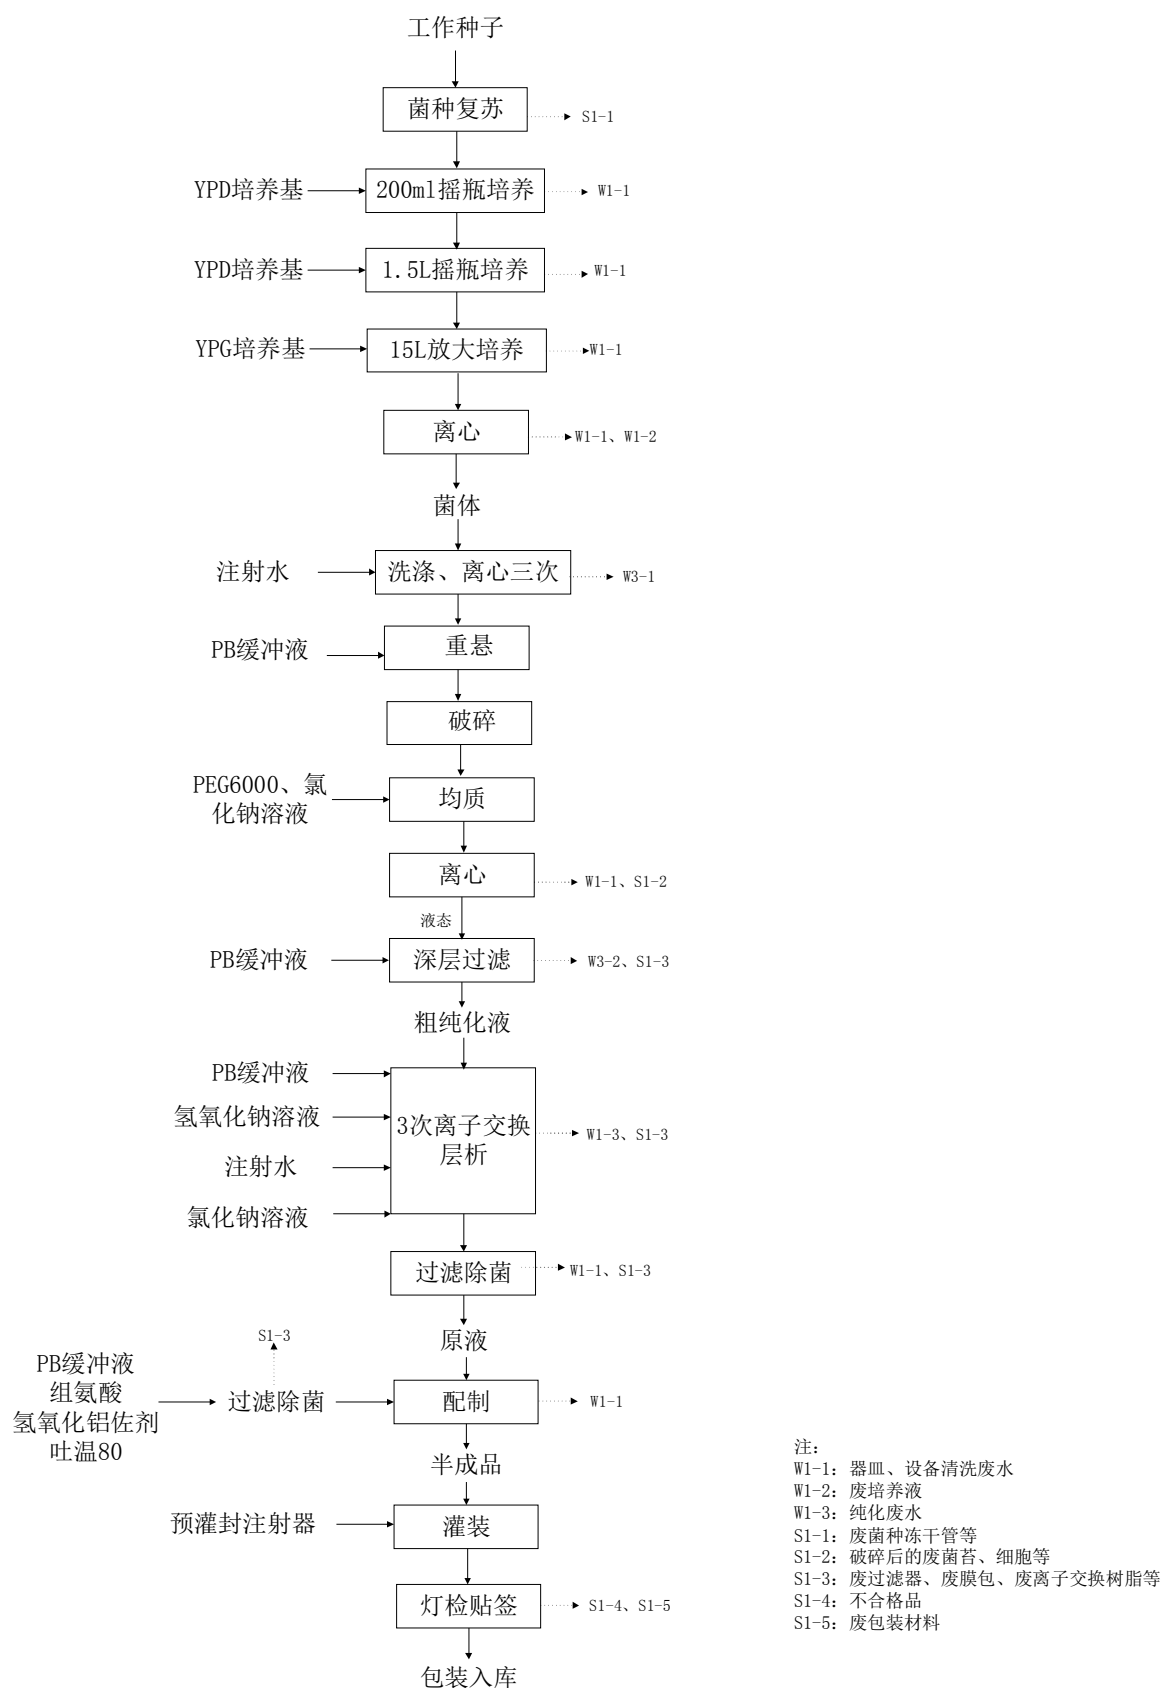 工作种子
菌种复苏
S1-1
YPD培养基
200ml摇瓶培养
W1-1
YPD培养基
1.5L摇瓶培养
W1-1
YPG培养基
15L放大培养
W1-1
离心
W1-1、W1-2
菌体
注射水
洗涤、离心三次
W3-1
PB缓冲液
重悬
破碎
PEG6000、氯
化钠溶液
均质
离心
W1-1、S1-2
液态
PB缓冲液
深层过滤
W3-2、S1-3
粗纯化液
PB缓冲液
氢氧化钠溶液
注射水
氯化钠溶液
3次离子交换
层析
W1-3、S1-3
过滤除菌
W1-1、S1-3
原液
S1-3
PB缓冲液
组氨酸
氢氧化铝佐剂
吐温80
过滤除菌
配制
W1-1
半成品
预灌封注射器
灌装
灯检贴签
S1-4、S1-5
包装入库
注：
W1-1：器皿、设备清洗废水
W1-2：废培养液
W1-3：纯化废水
S1-1：废菌种冻干管等
S1-2：破碎后的废菌苔、细胞等
S1-3：废过滤器、废膜包、废离子交换树脂等
S1-4：不合格品
S1-5：废包装材料